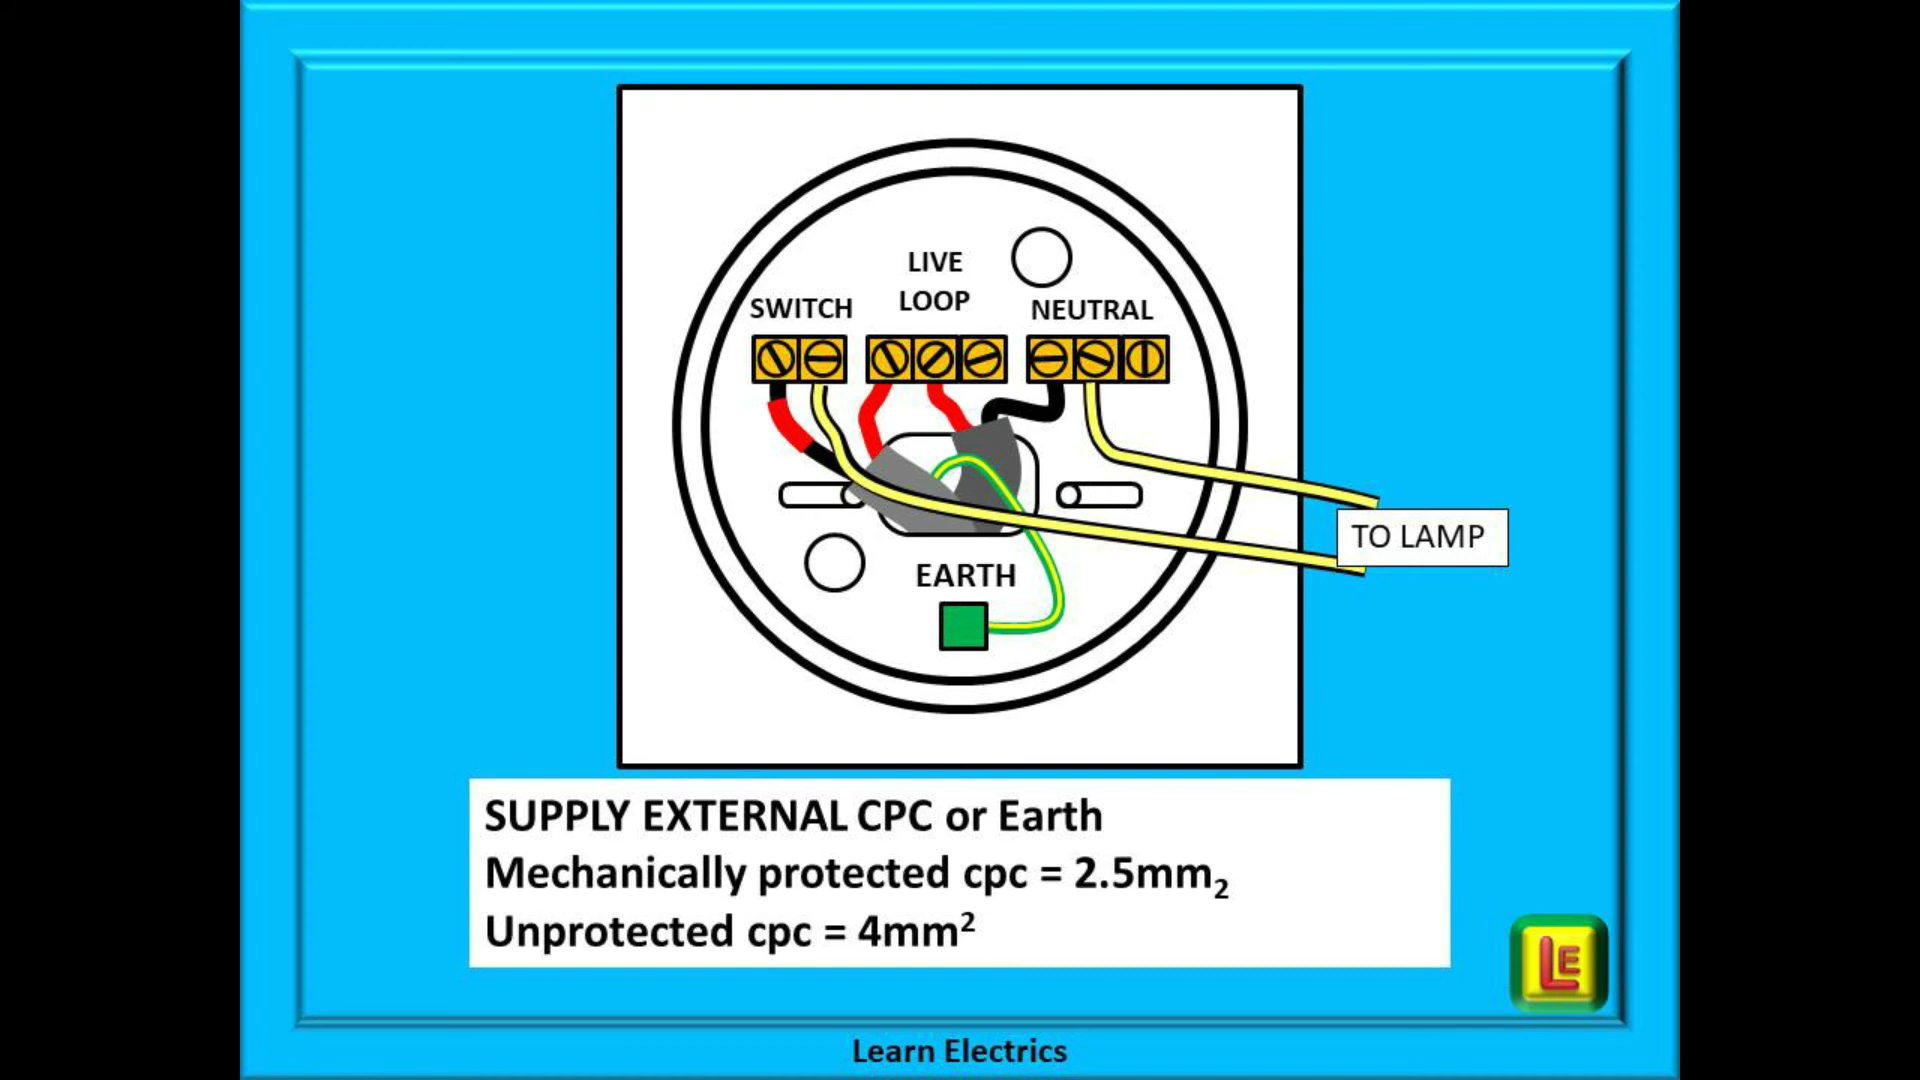 LIVE
LOOP
SWITCH
NEUTRAL
TO LAMP
EARTH
SUPPLY EXTERNAL CPC or Earth
Mechanically protected cpc = 2.5mm₂
Unprotected cpc = 4mm²
LE
Learn Electrics